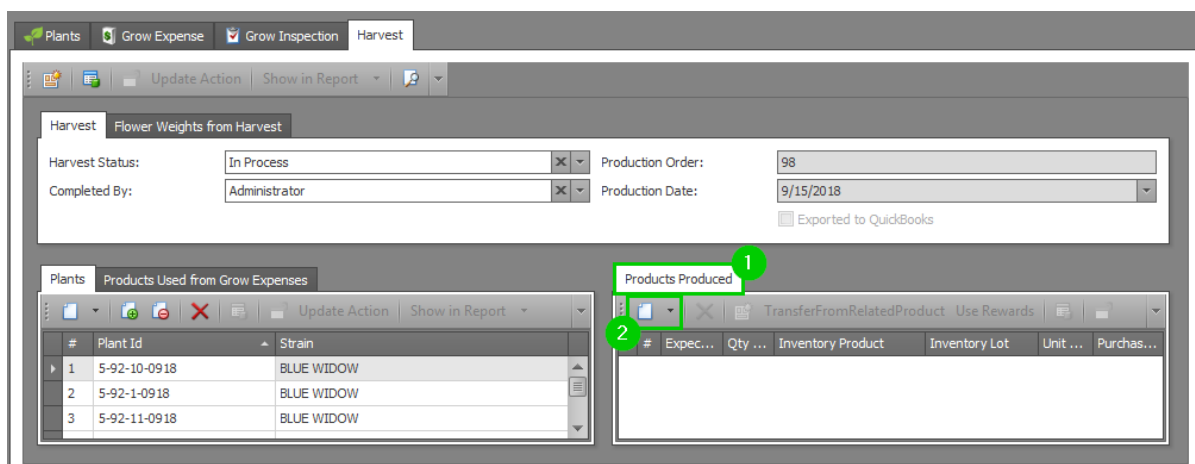 Plants Grow Expense Grow Inspection Harvest
Update Action Show in Report
Harvest Flower Weights from Harvest
Harvest Status: In Process Production Order: 98
Completed By: Administrator Production Date: 9/15/2018
Exported to QuickBooks
Plants Products Used from Grow Expenses Products Produced 1
Update Action Show in Report 2 TransferFromRelatedProduct Use Rewards
# Plant Id Strain # Expec... Qty ... Inventory Product Inventory Lot Unit ... Purchas...
1 5-92-10-0918 BLUE WIDOW
2 5-92-1-0918 BLUE WIDOW
3 5-92-11-0918 BLUE WIDOW